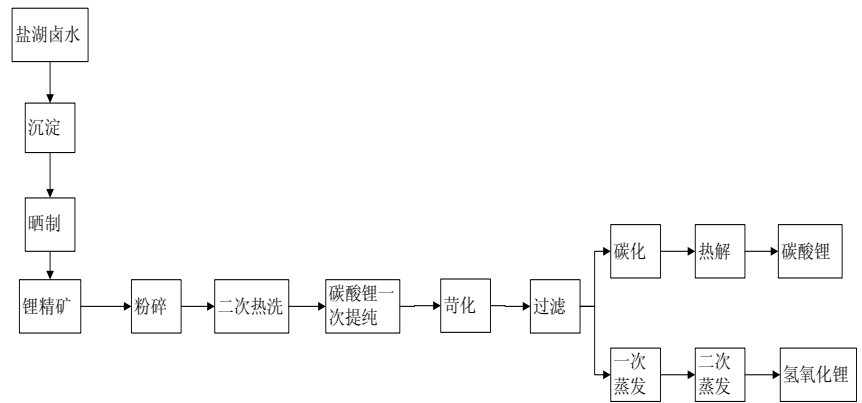 盐湖卤水
沉淀
晒制
锂精矿
粉碎
二次热洗
碳酸锂一
次提纯
苛化
过滤
碳化
热解
碳酸锂
一次
蒸发
二次
蒸发
氢氧化锂